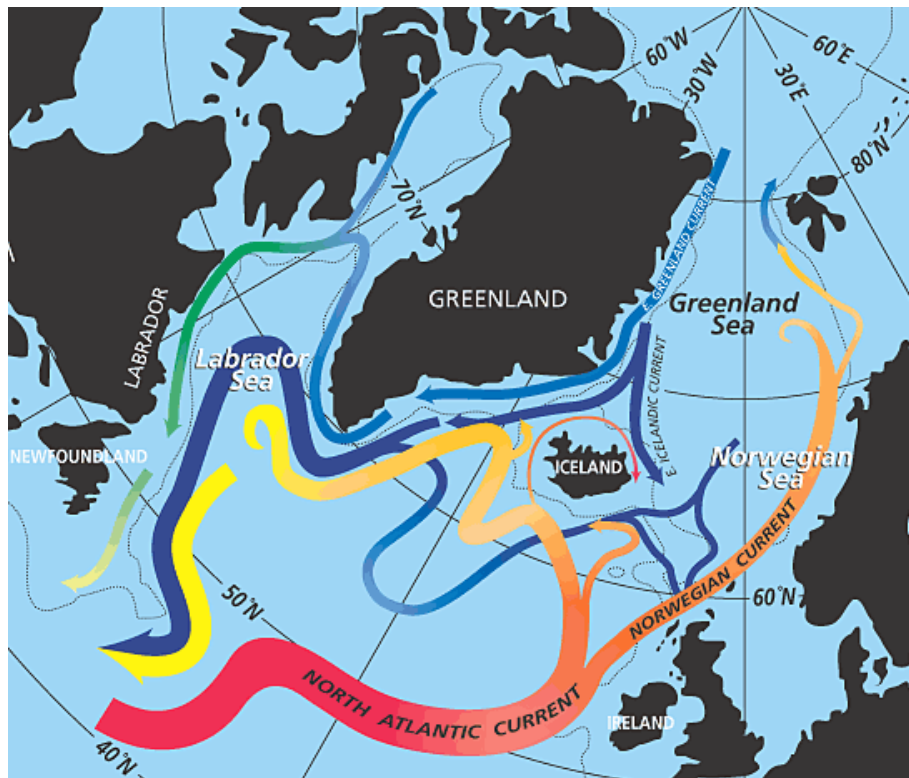 60°W
30°W
60°E
30°E
80°N
70°N
E. GREENLAND CURRENT
GREENLAND
Greenland
Sea
LABRADOR
Labrador
Sea
E ICELANDIC CURRENT
NEWFOUNDLAND
ICELAND
Norwegian
Sea
50°N
60°N
NORWEGIAN CURRENT
NORTH ATLANTIC CURRENT
IRELAND
40°N